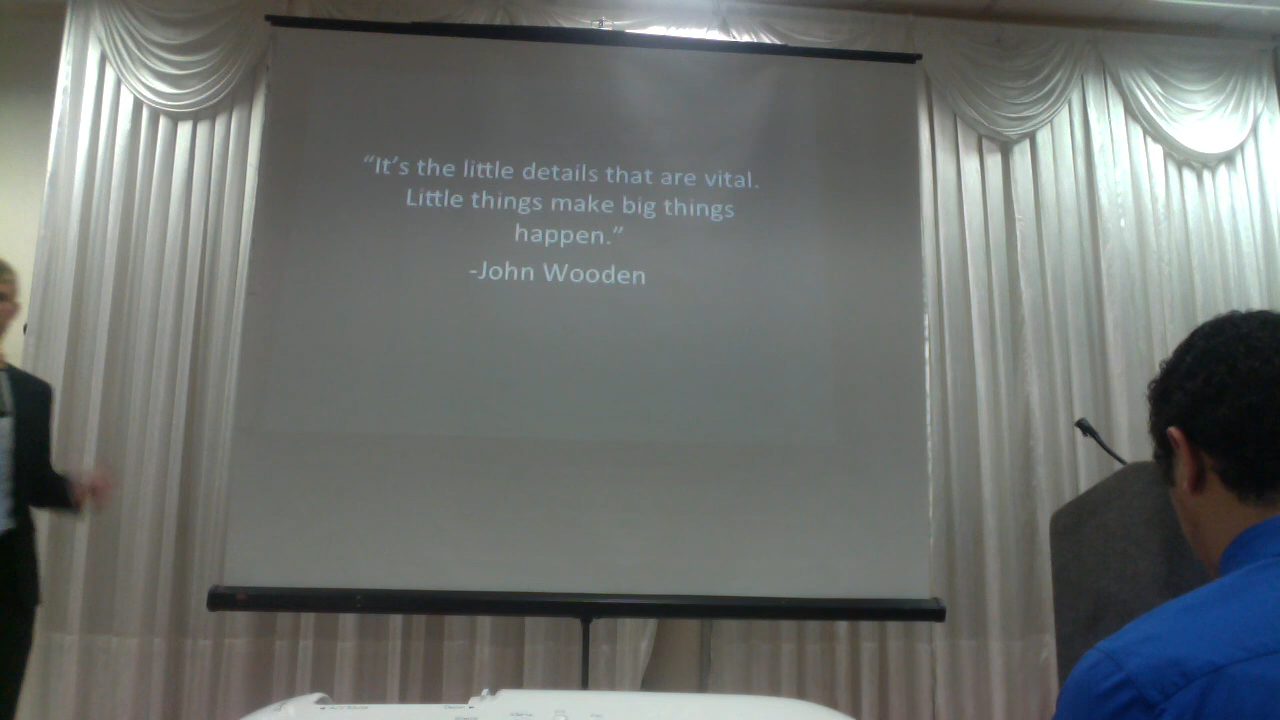 “It’s the little details that are vital.
Little things make big things
happen.”
-John Wooden